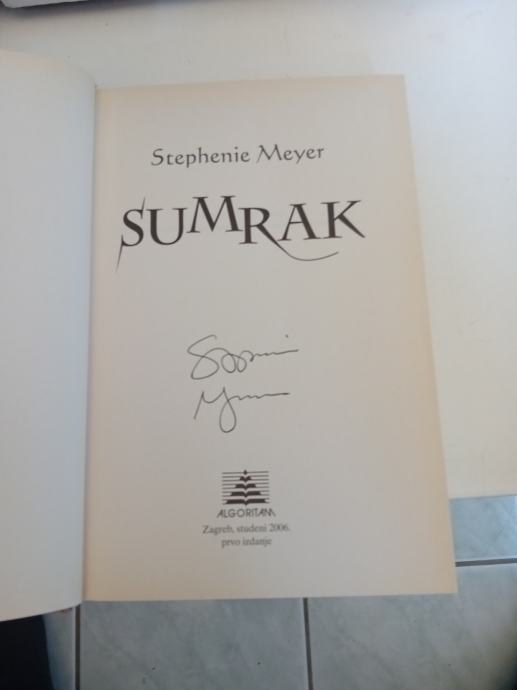 Stephenie Meyer
SUMRAK
ALGORITAM
Zagreb, studeni 2006.
prvo izdanje